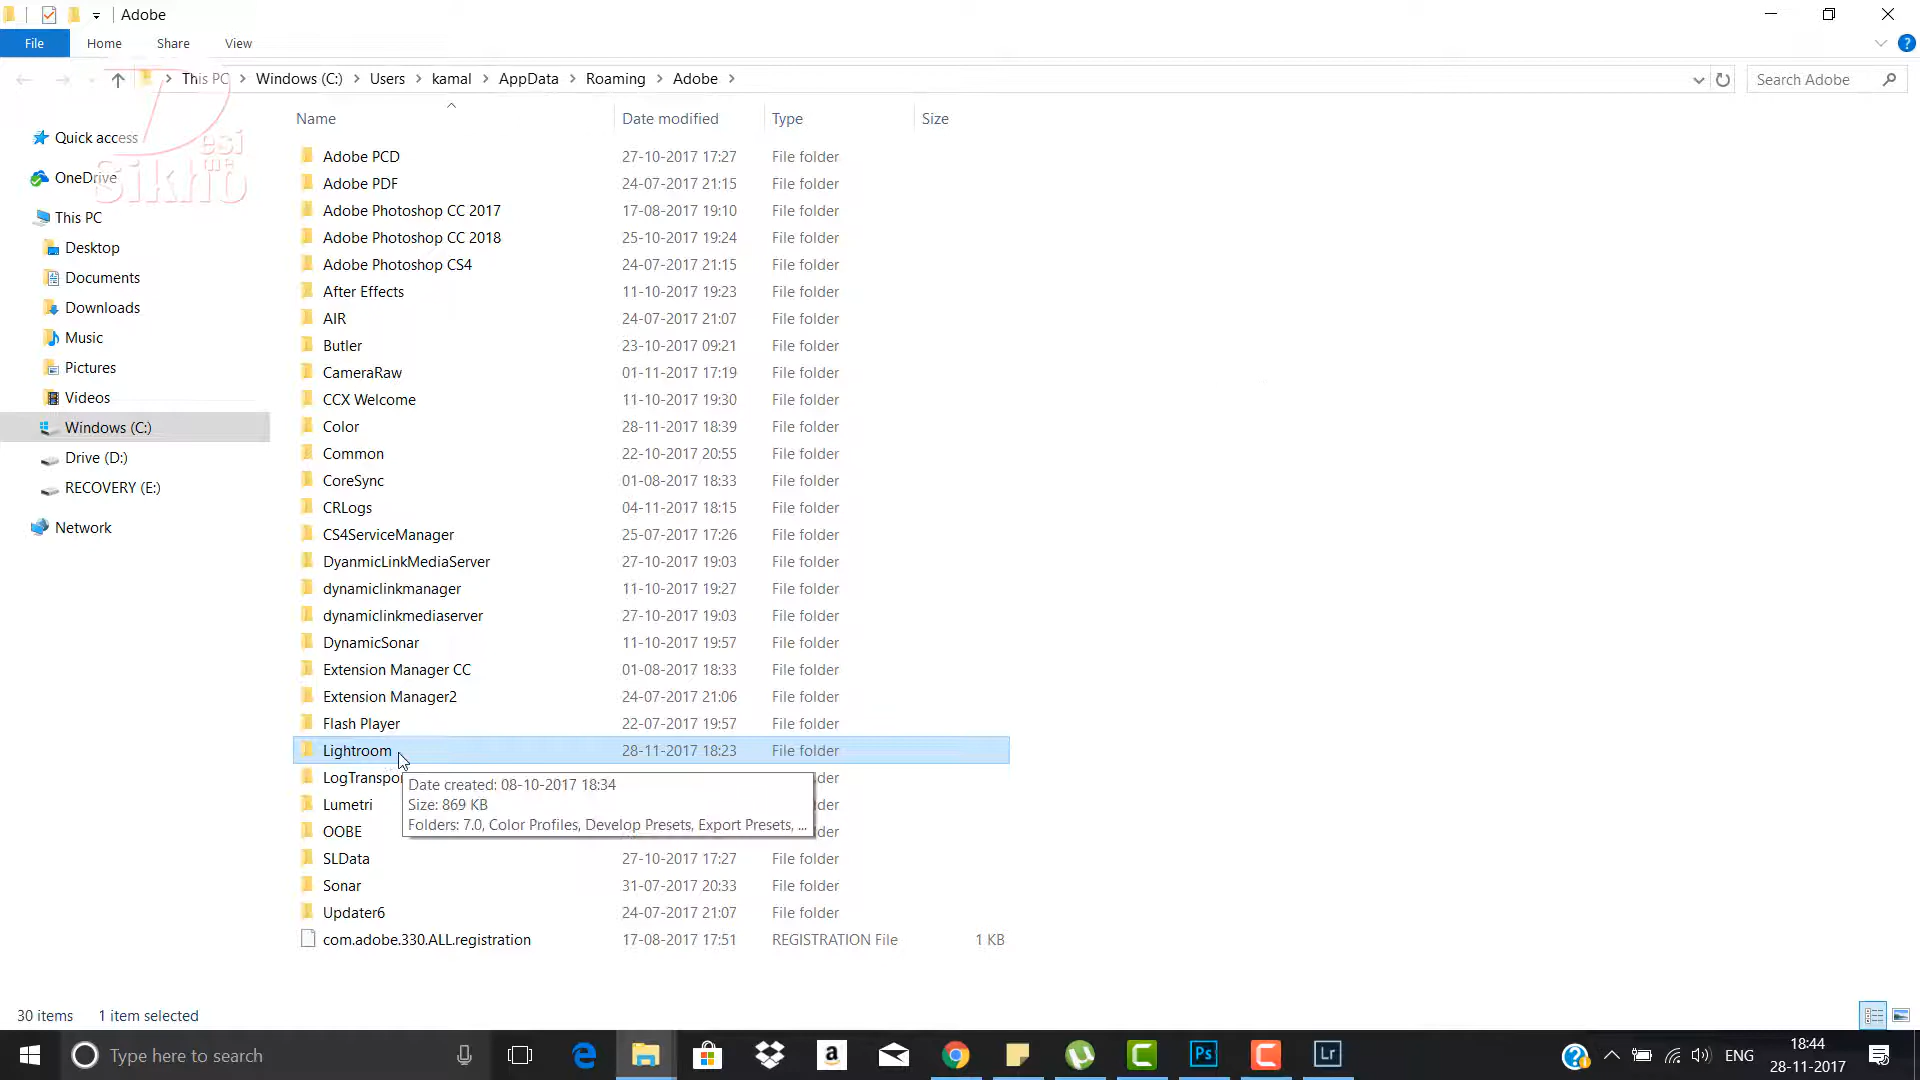 Adobe
File Home Share View
This PC Windows (C:) Users kamal AppData Roaming Adobe
Search Adobe
Desi
me
Sikho
Quick access
OneDrive
This PC
Desktop
Documents
Downloads
Music
Pictures
Videos
Windows (C:)
Drive (D:)
RECOVERY (E:)
Network
Name Date modified Type Size
Adobe PCD 27-10-2017 17:27 File folder
Adobe PDF 24-07-2017 21:15 File folder
Adobe Photoshop CC 2017 17-08-2017 19:10 File folder
Adobe Photoshop CC 2018 25-10-2017 19:24 File folder
Adobe Photoshop CS4 24-07-2017 21:15 File folder
After Effects 11-10-2017 19:23 File folder
AIR 24-07-2017 21:07 File folder
Butler 23-10-2017 09:21 File folder
CameraRaw 01-11-2017 17:19 File folder
CCX Welcome 11-10-2017 19:30 File folder
Color 28-11-2017 18:39 File folder
Common 22-10-2017 20:55 File folder
CoreSync 01-08-2017 18:33 File folder
CRLogs 04-11-2017 18:15 File folder
CS4ServiceManager 25-07-2017 17:26 File folder
DyanmicLinkMediaServer 27-10-2017 19:03 File folder
dynamiclinkmanager 11-10-2017 19:27 File folder
dynamiclinkmediaserver 27-10-2017 19:03 File folder
DynamicSonar 11-10-2017 19:57 File folder
Extension Manager CC 01-08-2017 18:33 File folder
Extension Manager2 24-07-2017 21:06 File folder
Flash Player 22-07-2017 19:57 File folder
Lightroom 28-11-2017 18:23 File folder
LogTranspo der
Date created: 08-10-2017 18:34
Lumetri Size: 869 KB der
OOBE Folders: 7.0, Color Profiles, Develop Presets, Export Presets, ... der
SLData 27-10-2017 17:27 File folder
Sonar 31-07-2017 20:33 File folder
Updater6 24-07-2017 21:07 File folder
com.adobe.330.ALL.registration 17-08-2017 17:51 REGISTRATION File 1 KB
30 items 1 item selected
Type here to search
a
Ps
Lr
ENG
18:44
28-11-2017